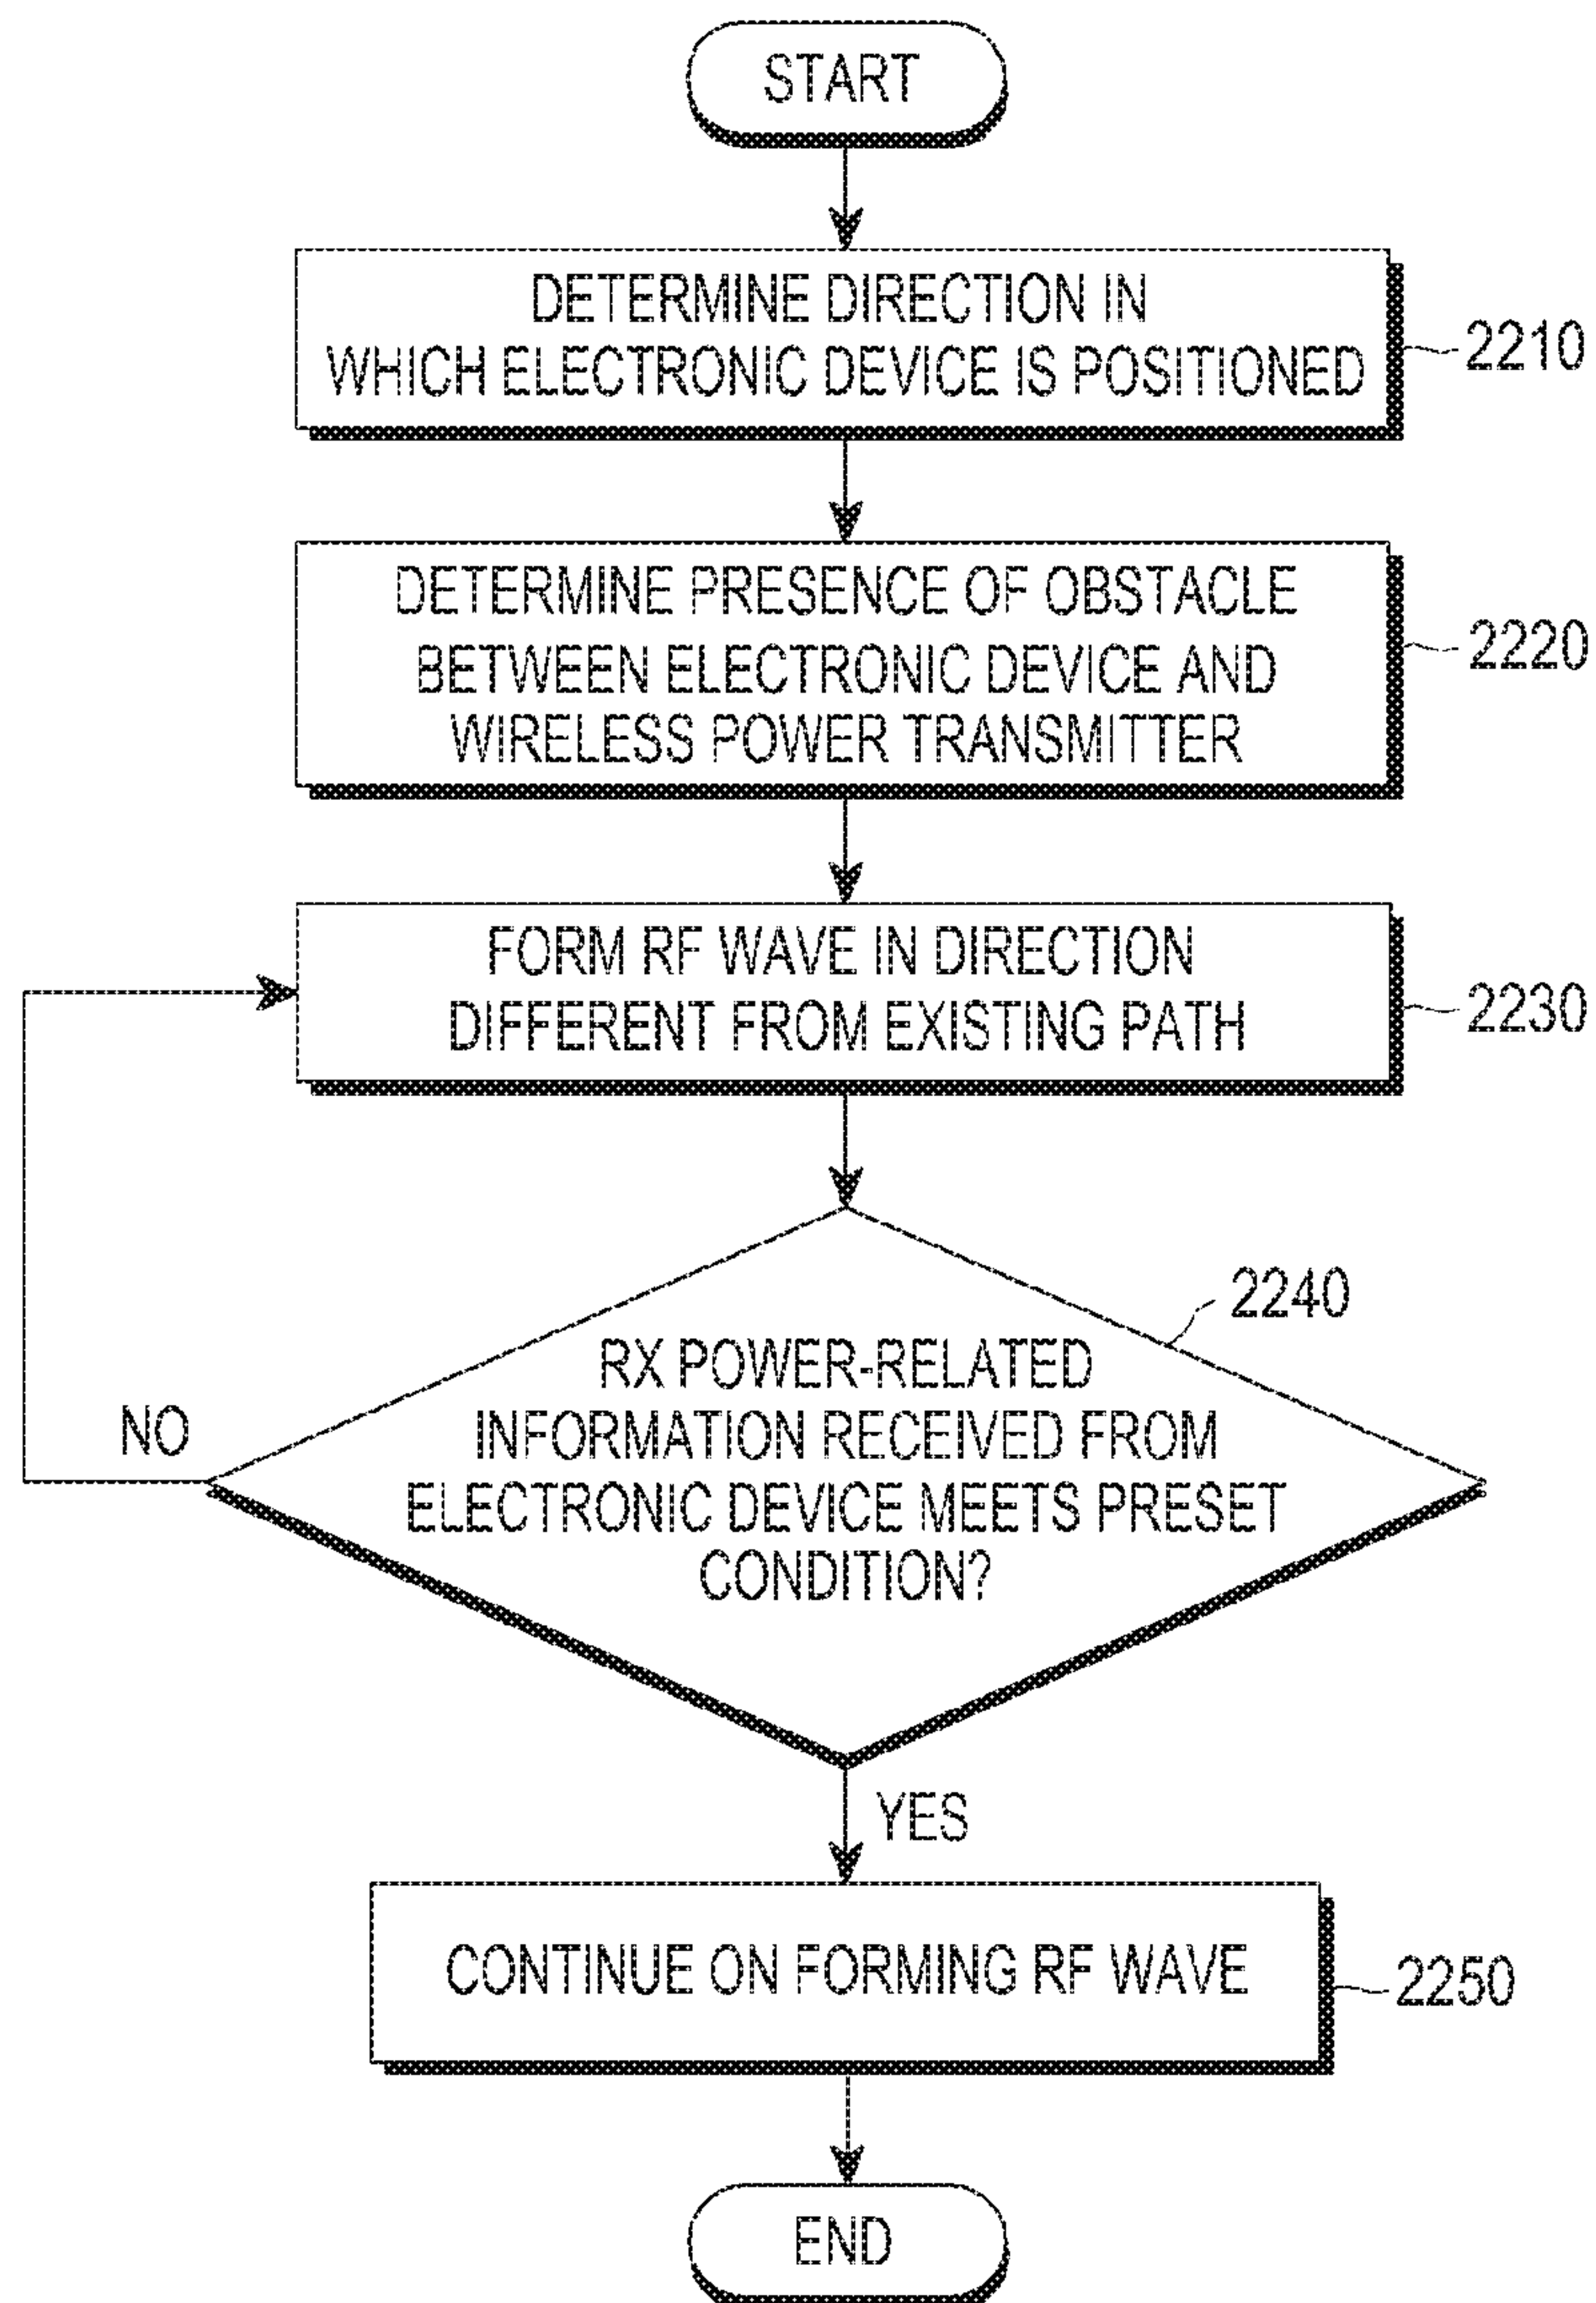 START
DETERMINE DIRECTION IN
WHICH ELECTRONIC DEVICE IS POSITIONED
2210
DETERMINE PRESENCE OF OBSTACLE
BETWEEN ELECTRONIC DEVICE AND
WIRELESS POWER TRANSMITTER
2220
FORM RF WAVE IN DIRECTION
DIFFERENT FROM EXISTING PATH
2230
2240
RX POWER-RELATED
INFORMATION RECEIVED FROM
ELECTRONIC DEVICE MEETS PRESET
CONDITION?
NO
YES
CONTINUE ON FORMING RF WAVE
2250
END